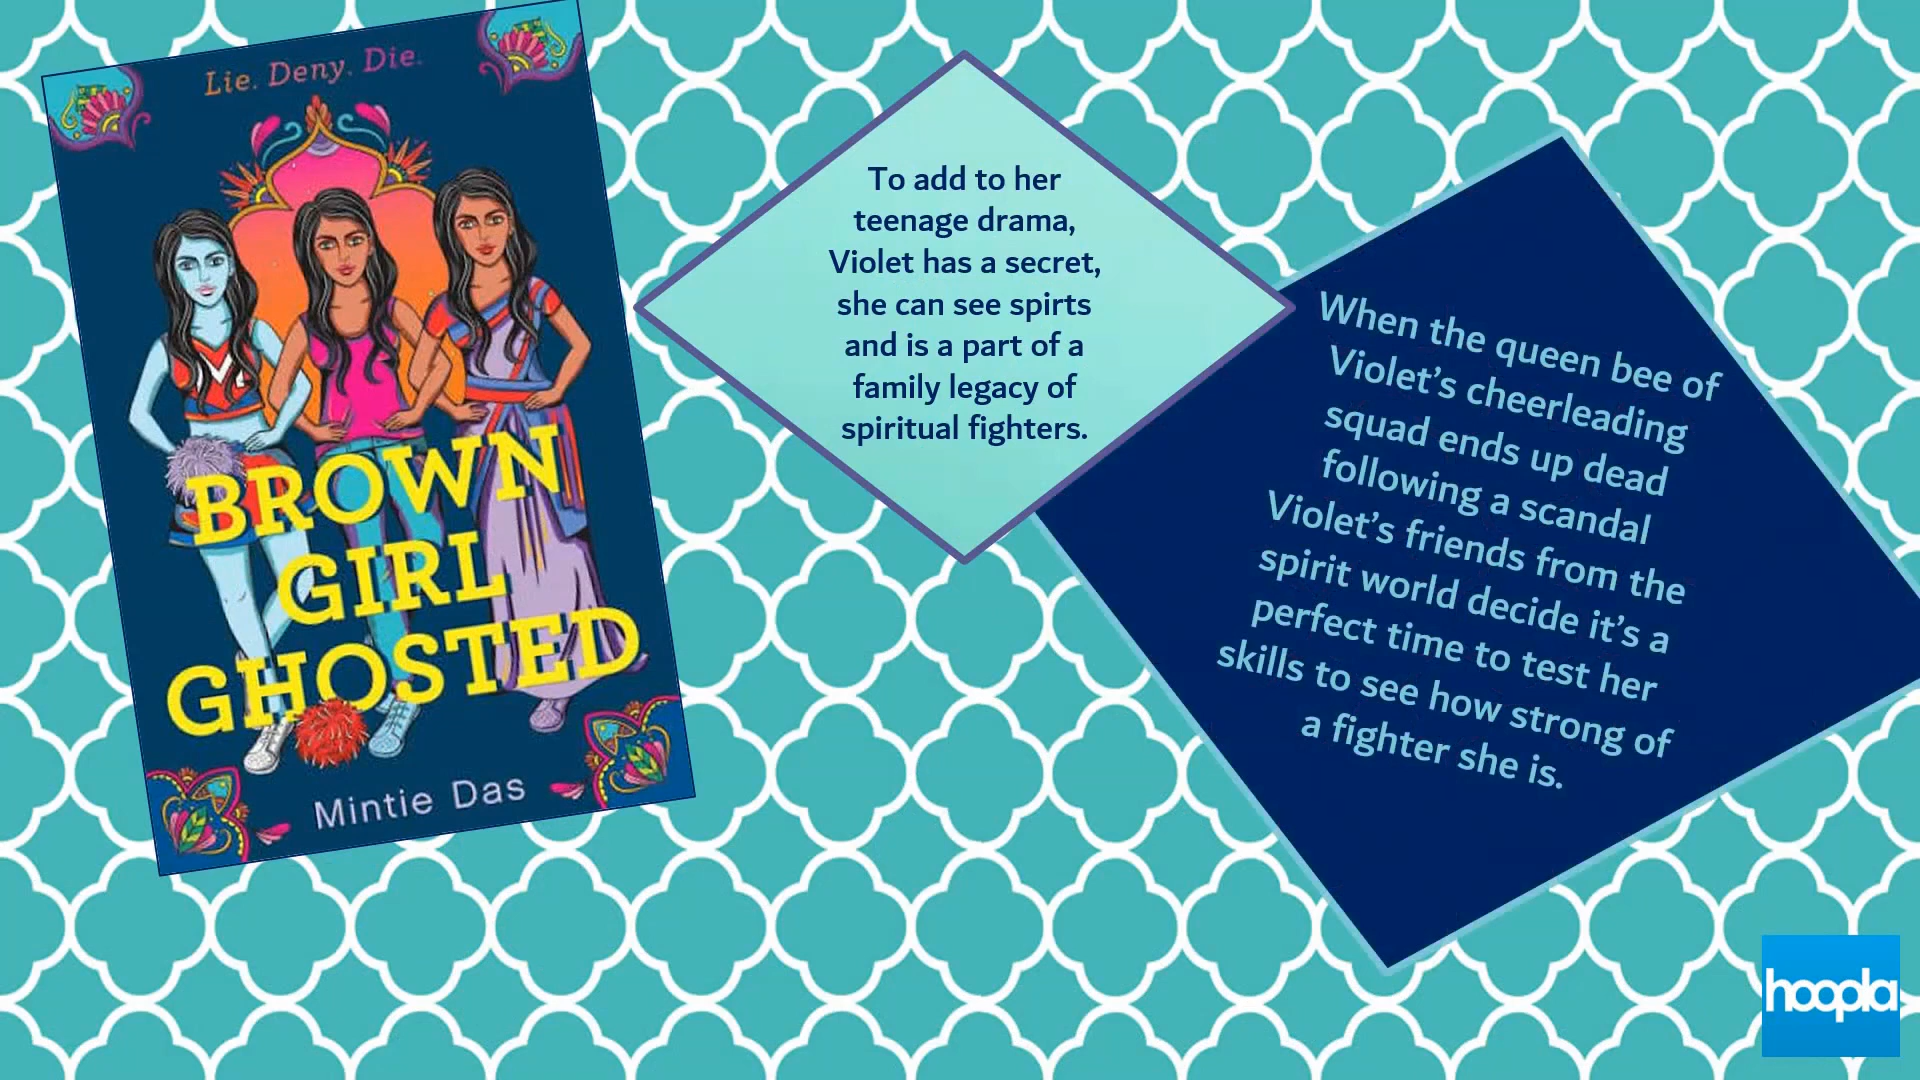 Lie. Deny. Die.
BROWN
GIRL
GHOSTED
Mintie Das
To add to her
teenage drama,
Violet has a secret,
she can see spirts
and is a part of a
family legacy of
spiritual fighters.
When the queen bee of
Violet’s cheerleading
squad ends up dead
following a scandal
Violet’s friends from the
spirit world decide it’s a
perfect time to test her
skills to see how strong of
a fighter she is.
hoopla